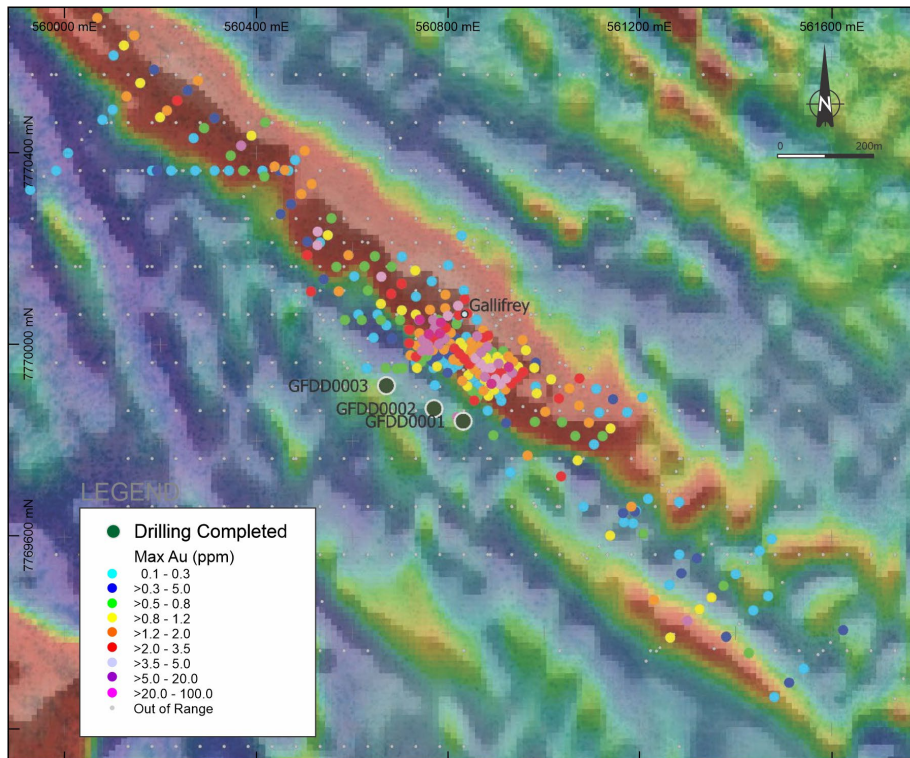 560000 mE
560400 mE
560800 mE
561200 mE
561600 mE
N
0
200m
7770400 mN
Gallifrey
7770000 mN
GFDD0003
GFDD0002
GFDD0001
LEGEND
7769600 mN
Drilling Completed
Max Au (ppm)
0.1 - 0.3
>0.3 - 5.0
>0.5 - 0.8
>0.8 - 1.2
>1.2 - 2.0
>2.0 - 3.5
>3.5 - 5.0
>5.0 - 20.0
>20.0 - 100.0
Out of Range